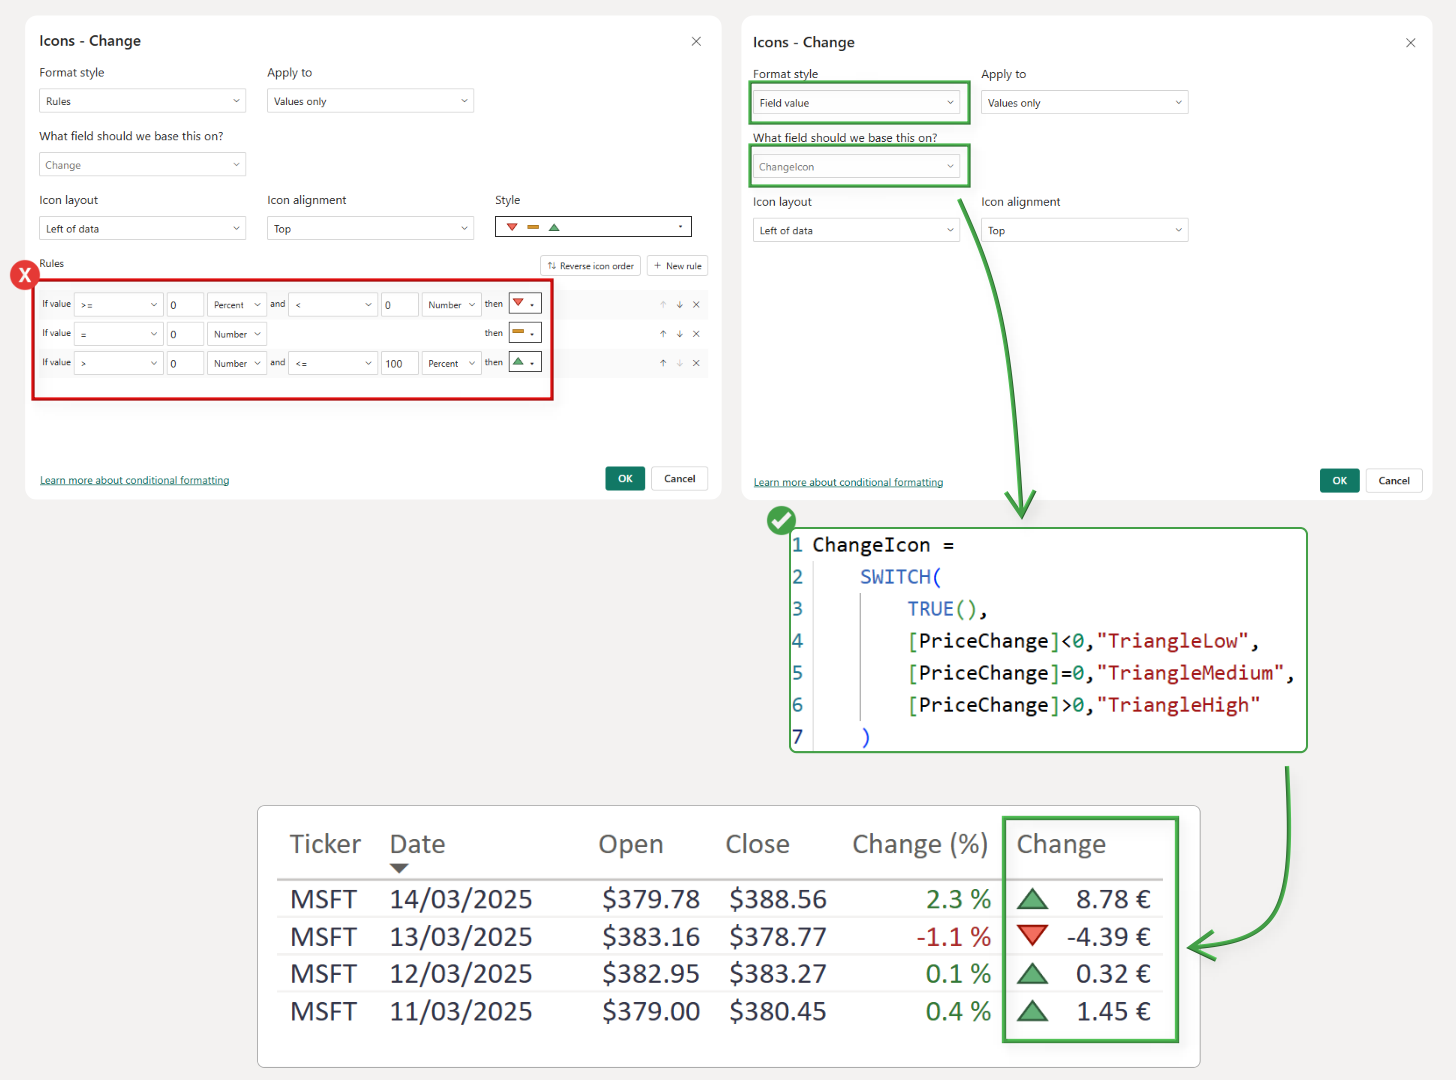 Icons - Change
Format style
Apply to
Rules
Values only
What field should we base this on?
Change
Icon layout
Icon alignment
Style
Left of data
Top
Rules
Reverse icon order
+ New rule
X
If value >= 0 Percent and < 0 Number then
If value = 0 Number then
If value > 0 Number and <= 100 Percent then
Learn more about conditional formatting
OK
Cancel
Icons - Change
Format style
Apply to
Field value
Values only
What field should we base this on?
ChangeIcon
Icon layout
Icon alignment
Left of data
Top
Learn more about conditional formatting
OK
Cancel
1 ChangeIcon =
2 SWITCH(
3 TRUE(),
4 [PriceChange]<0,"TriangleLow",
5 [PriceChange]=0,"TriangleMedium",
6 [PriceChange]>0,"TriangleHigh"
7 )
Ticker Date Open Close Change (%) Change
MSFT 14/03/2025 $379.78 $388.56 2.3 % 8.78 €
MSFT 13/03/2025 $383.16 $378.77 -1.1 % -4.39 €
MSFT 12/03/2025 $382.95 $383.27 0.1 % 0.32 €
MSFT 11/03/2025 $379.00 $380.45 0.4 % 1.45 €